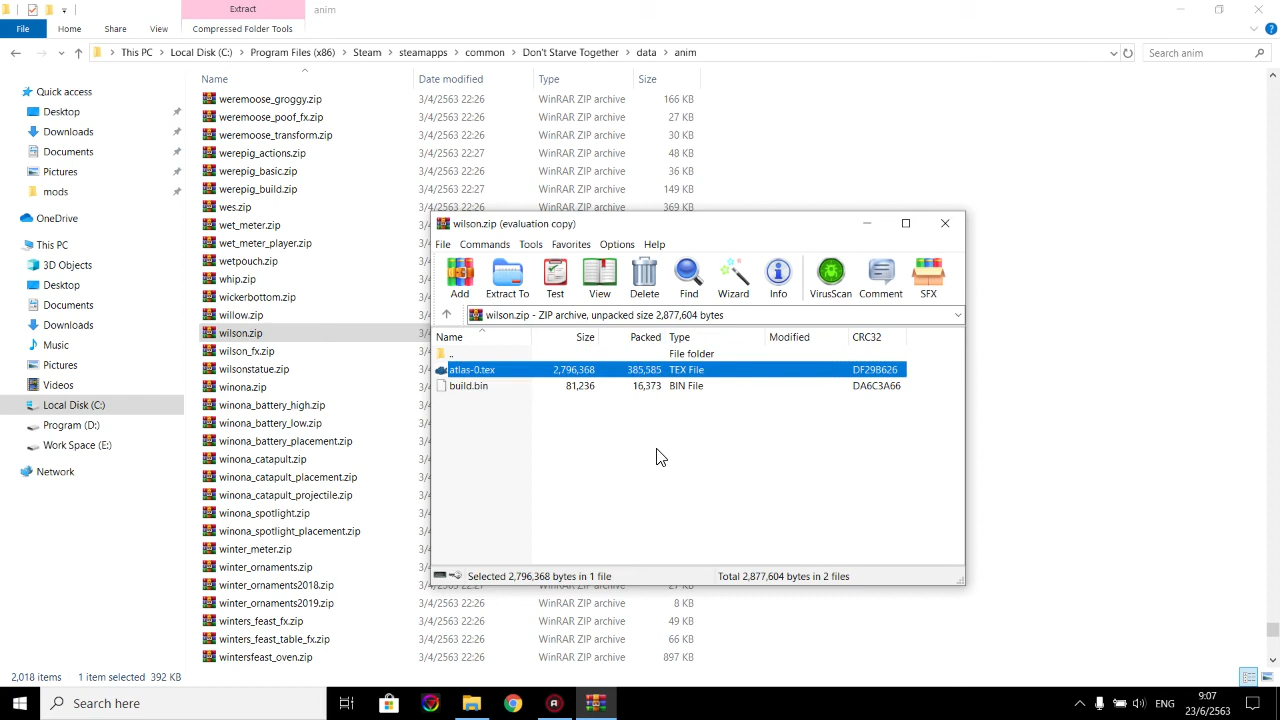 Extract
anim
File
Home
Share
View
Compressed Folder Tools
This PC
Local Disk (C:)
Program Files (x86)
Steam
steamapps
common
Don't Starve Together
data
anim
Search anim
Name
Date modified
Type
Size
Quick access
Desktop
Downloads
Documents
Pictures
mods
OneDrive
This PC
3D Objects
Desktop
Documents
Downloads
Music
Pictures
Videos
Local Disk (C:)
Program (D:)
Work Space (E:)
Network
weremoose_groggy.zip 3/4/2563 22:26 WinRAR ZIP archive 166 KB
weremoose_poof_fx.zip 3/4/2563 22:26 WinRAR ZIP archive 27 KB
weremoose_transform.zip 3/4/2563 22:26 WinRAR ZIP archive 30 KB
werepig_actions.zip 3/4/2563 22:27 WinRAR ZIP archive 48 KB
werepig_basic.zip 3/4/2563 22:26 WinRAR ZIP archive 36 KB
werepig_build.zip 3/4/2563 22:27 WinRAR ZIP archive 149 KB
wes.zip 3/4/2563 22:26 WinRAR ZIP archive 369 KB
wet_meter.zip
wet_meter_player.zip
wetpouch.zip
whip.zip
wickerbottom.zip
willow.zip
wilson.zip
wilson_fx.zip
wilsonstatue.zip
winona.zip
winona_battery_high.zip
winona_battery_low.zip
winona_battery_placement.zip
winona_catapult.zip
winona_catapult_placement.zip
winona_catapult_projectile.zip
winona_spotlight.zip
winona_spotlight_placement.zip
winter_meter.zip
winter_ornaments.zip
winter_ornaments2018.zip
winter_ornaments2019.zip 3/4/2563 22:26 WinRAR ZIP archive 8 KB
winters_feast_fx.zip 3/4/2563 22:26 WinRAR ZIP archive 49 KB
winters_feast_table_fx.zip 3/4/2563 22:26 WinRAR ZIP archive 66 KB
wintersfeast_oven.zip 3/4/2563 22:26 WinRAR ZIP archive 897 KB
wilson.zip (evaluation copy)
File Commands Tools Favorites Options Help
Add Extract To Test View Delete Find Wizard Info VirusScan Comment SFX
wilson.zip - ZIP archive, unpacked size 2,877,604 bytes
Name Size Packed Type Modified CRC32
.. File folder
atlas-0.tex 2,796,368 385,585 TEX File DF29B626
build.bin 81,236 16,373 BIN File DA6C3A66
Selected 2,796,368 bytes in 1 file
Total 2,877,604 bytes in 2 files
2,018 items 1 item selected 392 KB
Search here
ENG
9:07
23/6/2563